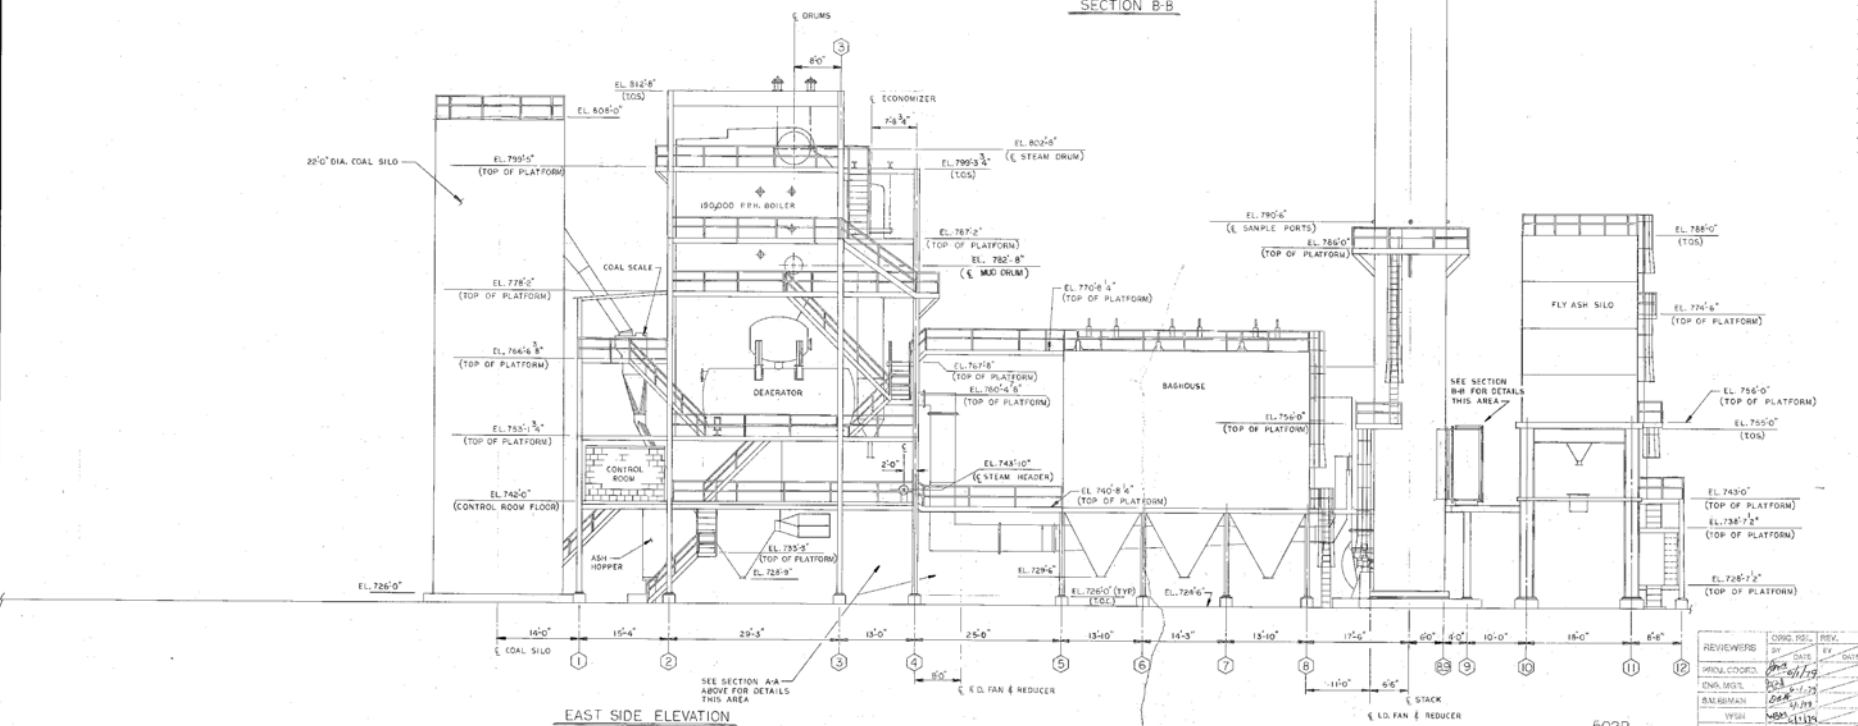 SECTION B-B
℄ DRUMS
3
8'-0"
EL. 812'-8"
(T.O.S.)
EL. 808'-0"
℄ ECONOMIZER
7'-8 3/4"
22'-0" DIA. COAL SILO
EL. 799'-5"
(TOP OF PLATFORM)
EL. 802'-8"
(℄ STEAM DRUM)
EL. 799'-3 3/4"
(T.O.S.)
190,000 P.P.H. BOILER
EL. 790'-6"
(℄ SAMPLE PORTS)
EL. 786'-0"
(TOP OF PLATFORM)
EL. 788'-0"
(T.O.S)
EL. 787'-2"
(TOP OF PLATFORM)
EL. 782'-8"
(℄ MUD DRUM)
COAL SCALE
EL. 778'-2"
(TOP OF PLATFORM)
EL. 770'-8 1/4"
(TOP OF PLATFORM)
FLY ASH SILO
EL. 774'-6"
(TOP OF PLATFORM)
EL. 766'-6 3/8"
(TOP OF PLATFORM)
EL. 767'-8"
(TOP OF PLATFORM)
EL. 760'-4 7/8"
(TOP OF PLATFORM)
DEAERATOR
BAGHOUSE
SEE SECTION
B-B FOR DETAILS
THIS AREA
EL. 756'-0"
(TOP OF PLATFORM)
EL. 756'-0"
(TOP OF PLATFORM)
EL. 755'-0"
(T.O.S)
EL. 753'-1 3/4"
(TOP OF PLATFORM)
CONTROL
ROOM
℄
2'-0"
EL. 743'-10"
(℄ STEAM HEADER)
EL. 742'-0"
(CONTROL ROOM FLOOR)
EL. 740'-8 1/4"
(TOP OF PLATFORM)
EL. 743'-0"
(TOP OF PLATFORM)
EL. 738'-7 1/2"
(TOP OF PLATFORM)
ASH
HOPPER
EL. 733'-3"
(TOP OF PLATFORM)
EL. 728'-9"
EL. 729'-6"
EL. 726'-0"
EL. 726'-0" (TYP)
(T.O.C.)
EL. 724'-6"
EL. 728'-7 1/2"
(TOP OF PLATFORM)
14'-0" 15'-4" 29'-3" 13'-0" 25'-0" 13'-10" 14'-3" 13'-10" 17'-6" 6'-0" 4'-0" 10'-0" 18'-0" 8'-8"
℄ COAL SILO
1 2 3 4 5 6 7 8 8.9 9 10 11 12
SEE SECTION A-A
ABOVE FOR DETAILS
THIS AREA
8'-0"
℄ F.D. FAN & REDUCER
11'-0" 6'-6"
℄ STACK
℄ I.D. FAN & REDUCER
EAST SIDE ELEVATION
REVIEWERS
ORIG. REL. REV.
BY DATE BY DATE
PROJ. COORD.
6/1/79
ENG. MGR.
6-1-79
SALESMAN